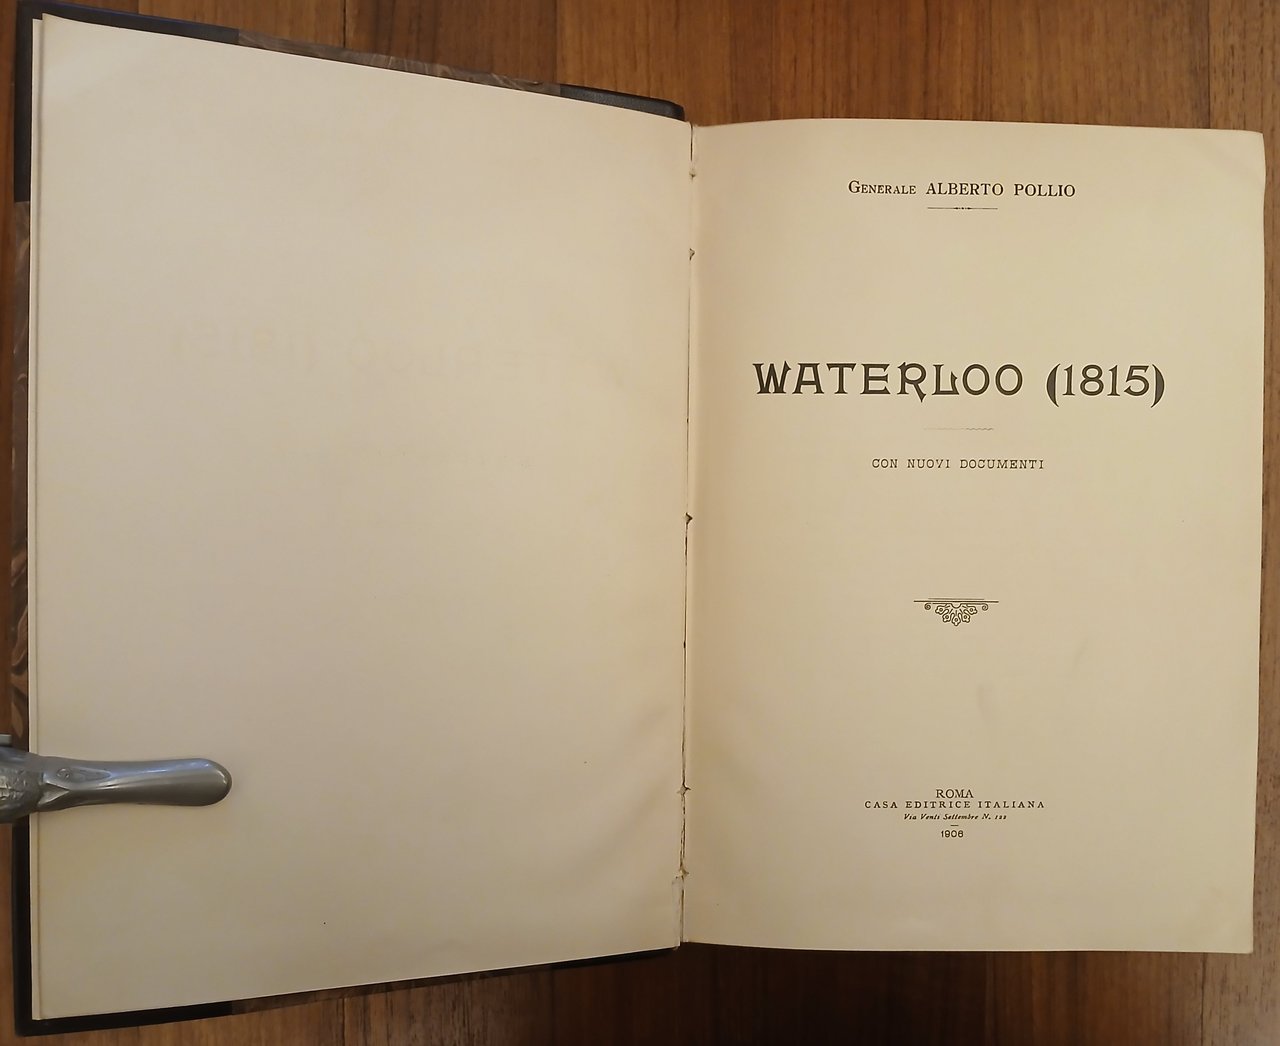 Generale ALBERTO POLLIO
WATERLOO (1815)
CON NUOVI DOCUMENTI
ROMA
CASA EDITRICE ITALIANA
Via Venti Settembre N. 122
1906